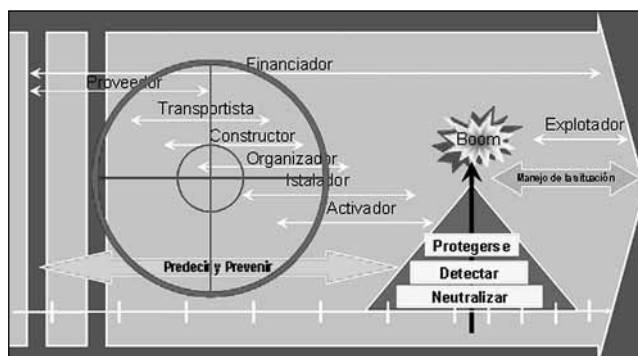 Financiador
Proveedor
Transportista
Explotador
Constructor
Boom
Organizador
Istalador
Manejo de la situación
Activador
Protegerse
Predecir y Prevenir
Detectar
Neutralizar